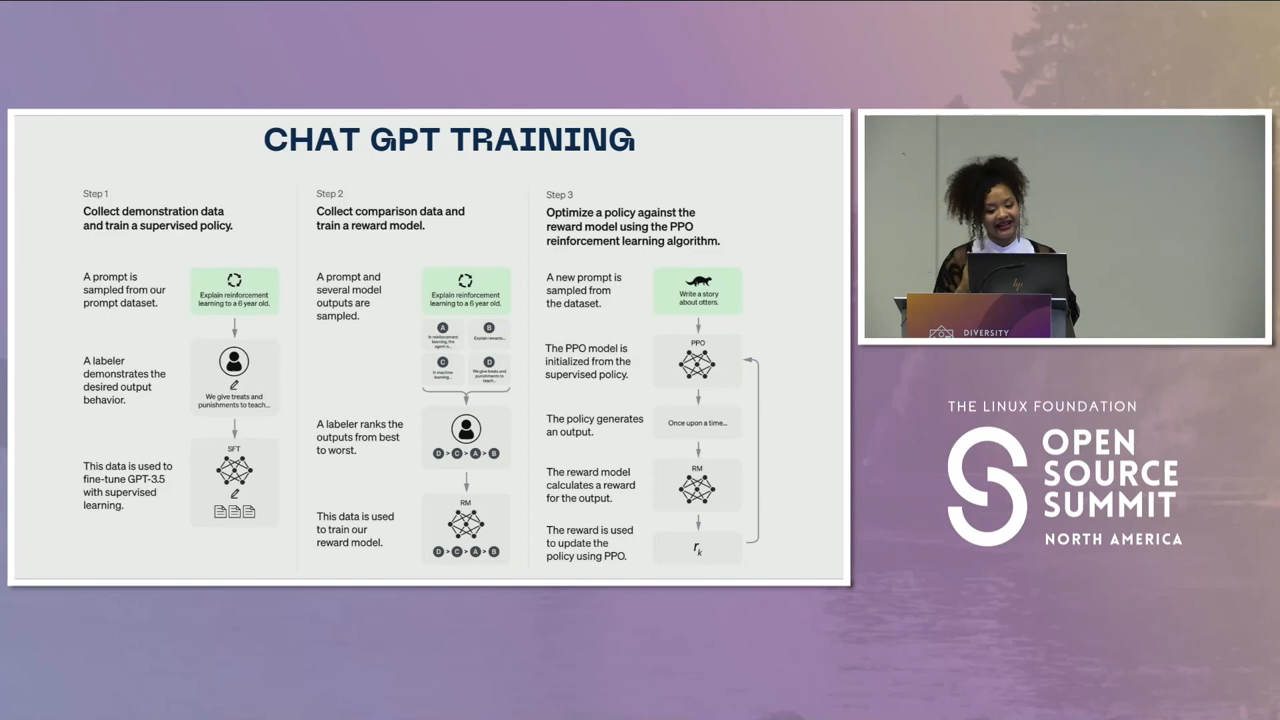 CHAT GPT TRAINING
Step 1
Collect demonstration data
and train a supervised policy.
A prompt is
sampled from our
prompt dataset.
Explain reinforcement
learning to a 6 year old.
A labeler
demonstrates the
desired output
behavior.
We give treats and
punishments to teach...
This data is used to
fine-tune GPT-3.5
with supervised
learning.
SFT
Step 2
Collect comparison data and
train a reward model.
A prompt and
several model
outputs are
sampled.
Explain reinforcement
learning to a 6 year old.
A
In reinforcement
learning, the
agent is...
B
Explain rewards...
C
In machine
learning...
D
We give treats and
punishments to
teach...
A labeler ranks the
outputs from best
to worst.
D > C > A > B
This data is used
to train our
reward model.
RM
D > C > A > B
Step 3
Optimize a policy against the
reward model using the PPO
reinforcement learning algorithm.
A new prompt is
sampled from
the dataset.
Write a story
about otters.
The PPO model is
initialized from the
supervised policy.
PPO
The policy generates
an output.
Once upon a time...
The reward model
calculates a reward
for the output.
RM
The reward is used
to update the
policy using PPO.
rk
hp
DIVERSITY
THE LINUX FOUNDATION
OPEN
SOURCE
SUMMIT
NORTH AMERICA